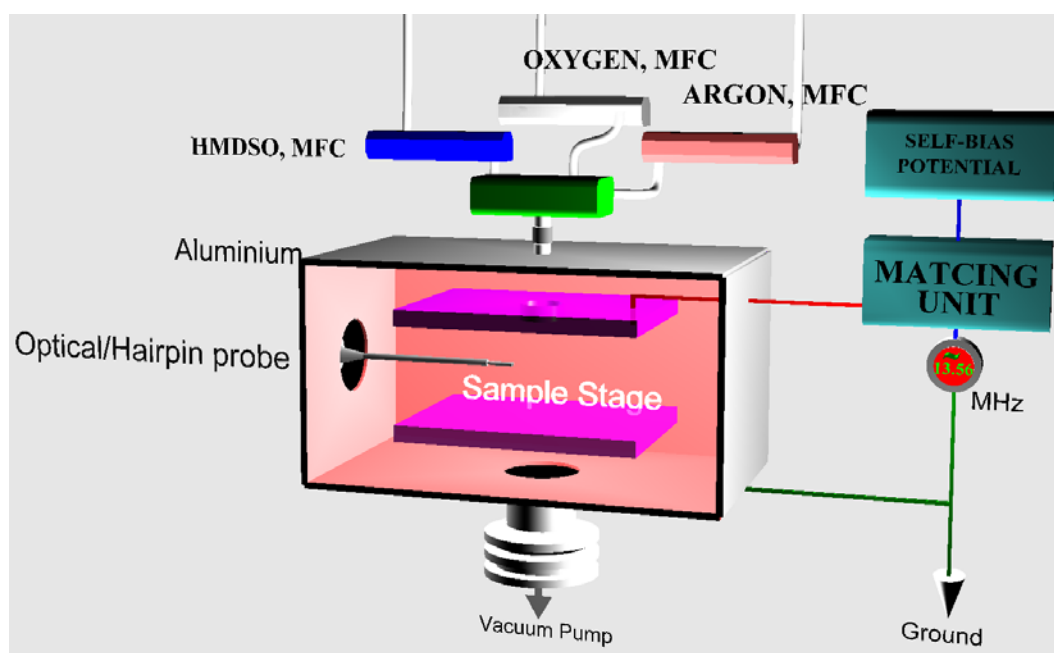 OXYGEN, MFC
ARGON, MFC
HMDSO, MFC
SELF-BIAS
POTENTIAL
Aluminium
MATCING
UNIT
Optical/Hairpin probe
~
13.56
MHz
Sample Stage
Vacuum Pump
Ground